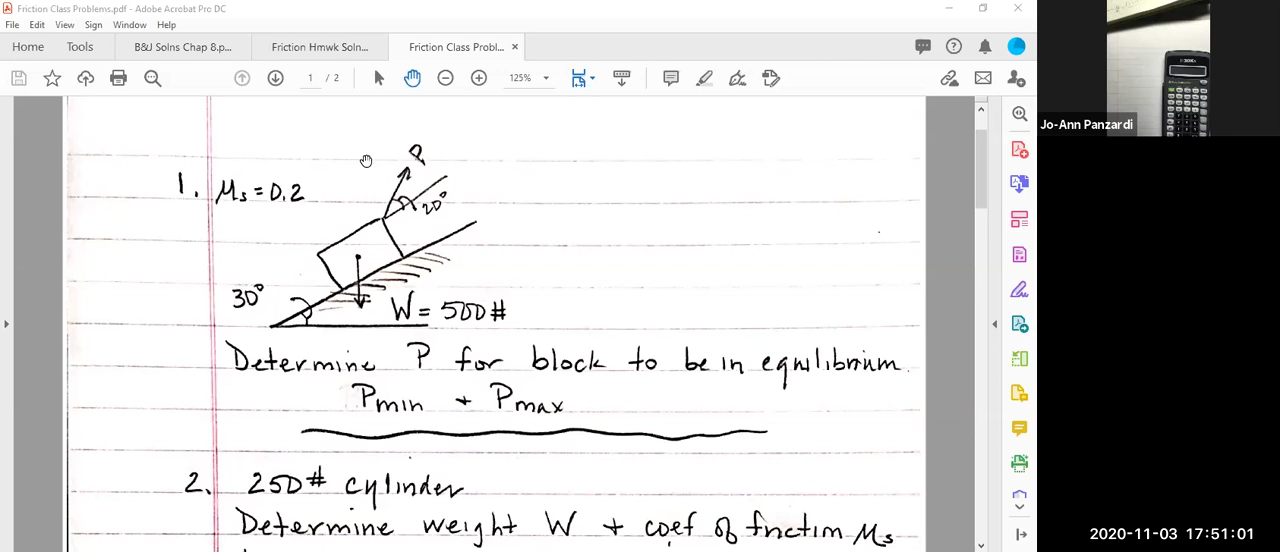 Friction Class Problems.pdf - Adobe Acrobat Pro DC
File Edit View Sign Window Help
Home Tools B&J Solns Chap 8.p... Friction Hmwk Soln... Friction Class Probl... ×
1 / 2 125%
Jo-Ann Panzardi
P
1. μs = 0.2
20°
30°
W = 500#
Determine P for block to be in equilibrium.
Pmin + Pmax
2. 250# cylinder
Determine weight W + coef of friction μs
2020-11-03 17:51:01